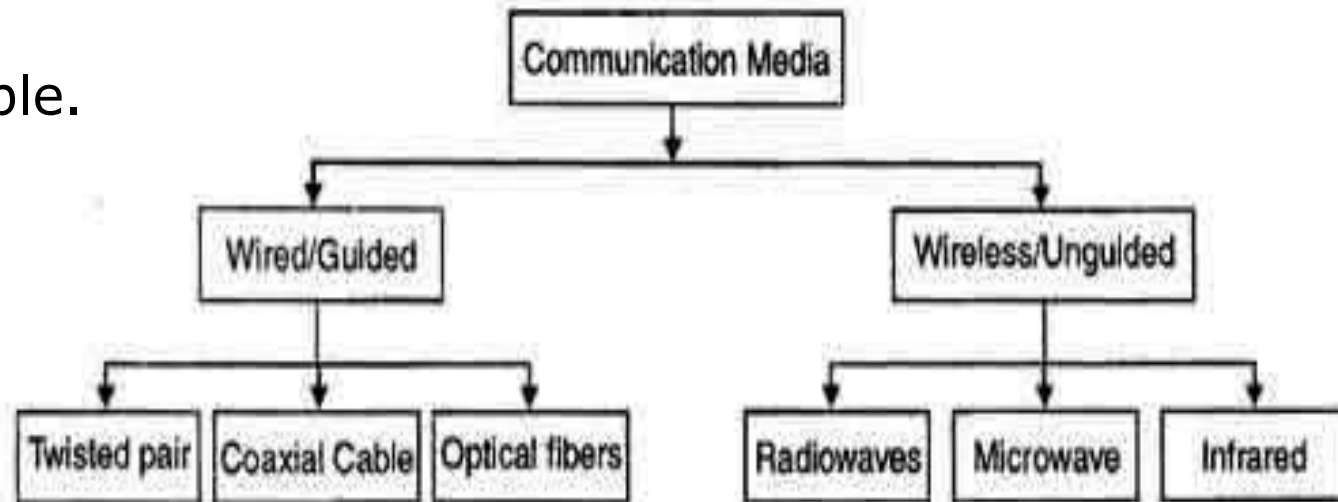 Communication Media
ble.
Wired/Guided
Wireless/Unguided
Twisted pair
Coaxial Cable
Optical fibers
Radiowaves
Microwave
Infrared